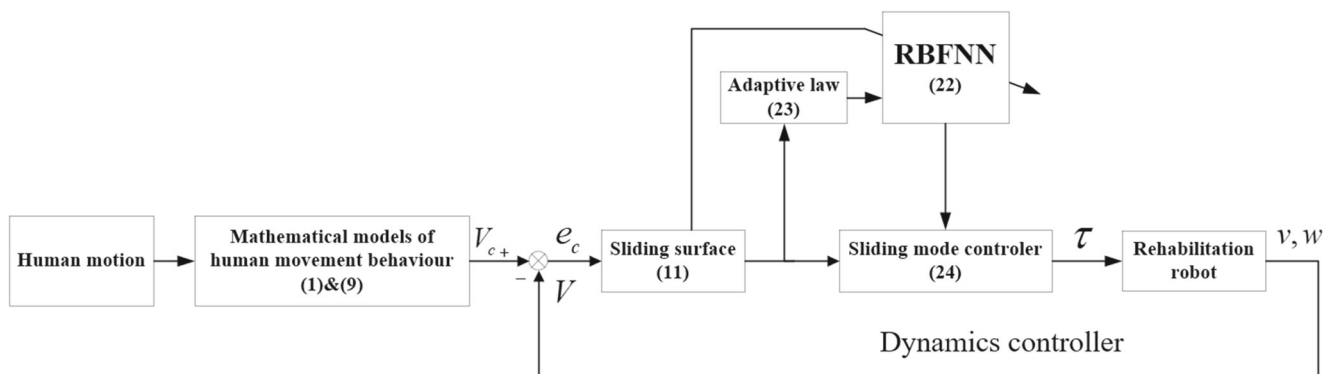 RBFNN
(22)
Adaptive law
(23)
Human motion
Mathematical models of
human movement behaviour
(1)&(9)
V_c +
−
e_c
V
Sliding surface
(11)
Sliding mode controler
(24)
τ
Rehabilitation
robot
v, w
Dynamics controller